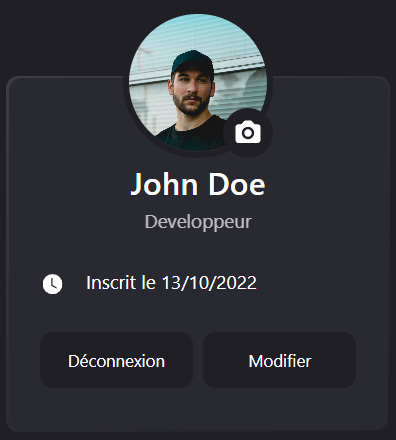 John Doe
Developpeur
Inscrit le 13/10/2022
Déconnexion
Modifier